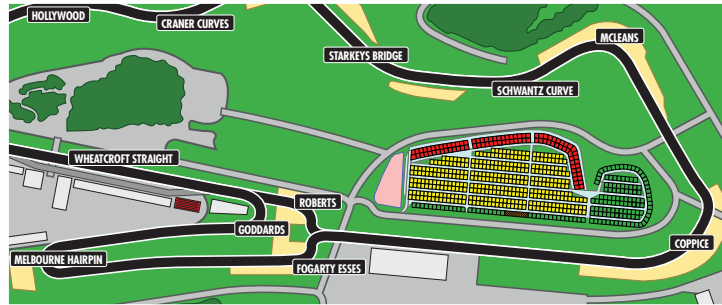 HOLLYWOOD
CRANER CURVES
STARKEYS BRIDGE
MCLEANS
SCHWANTZ CURVE
WHEATCROFT STRAIGHT
ROBERTS
GODDARDS
COPPICE
MELBOURNE HAIRPIN
FOGARTY ESSES